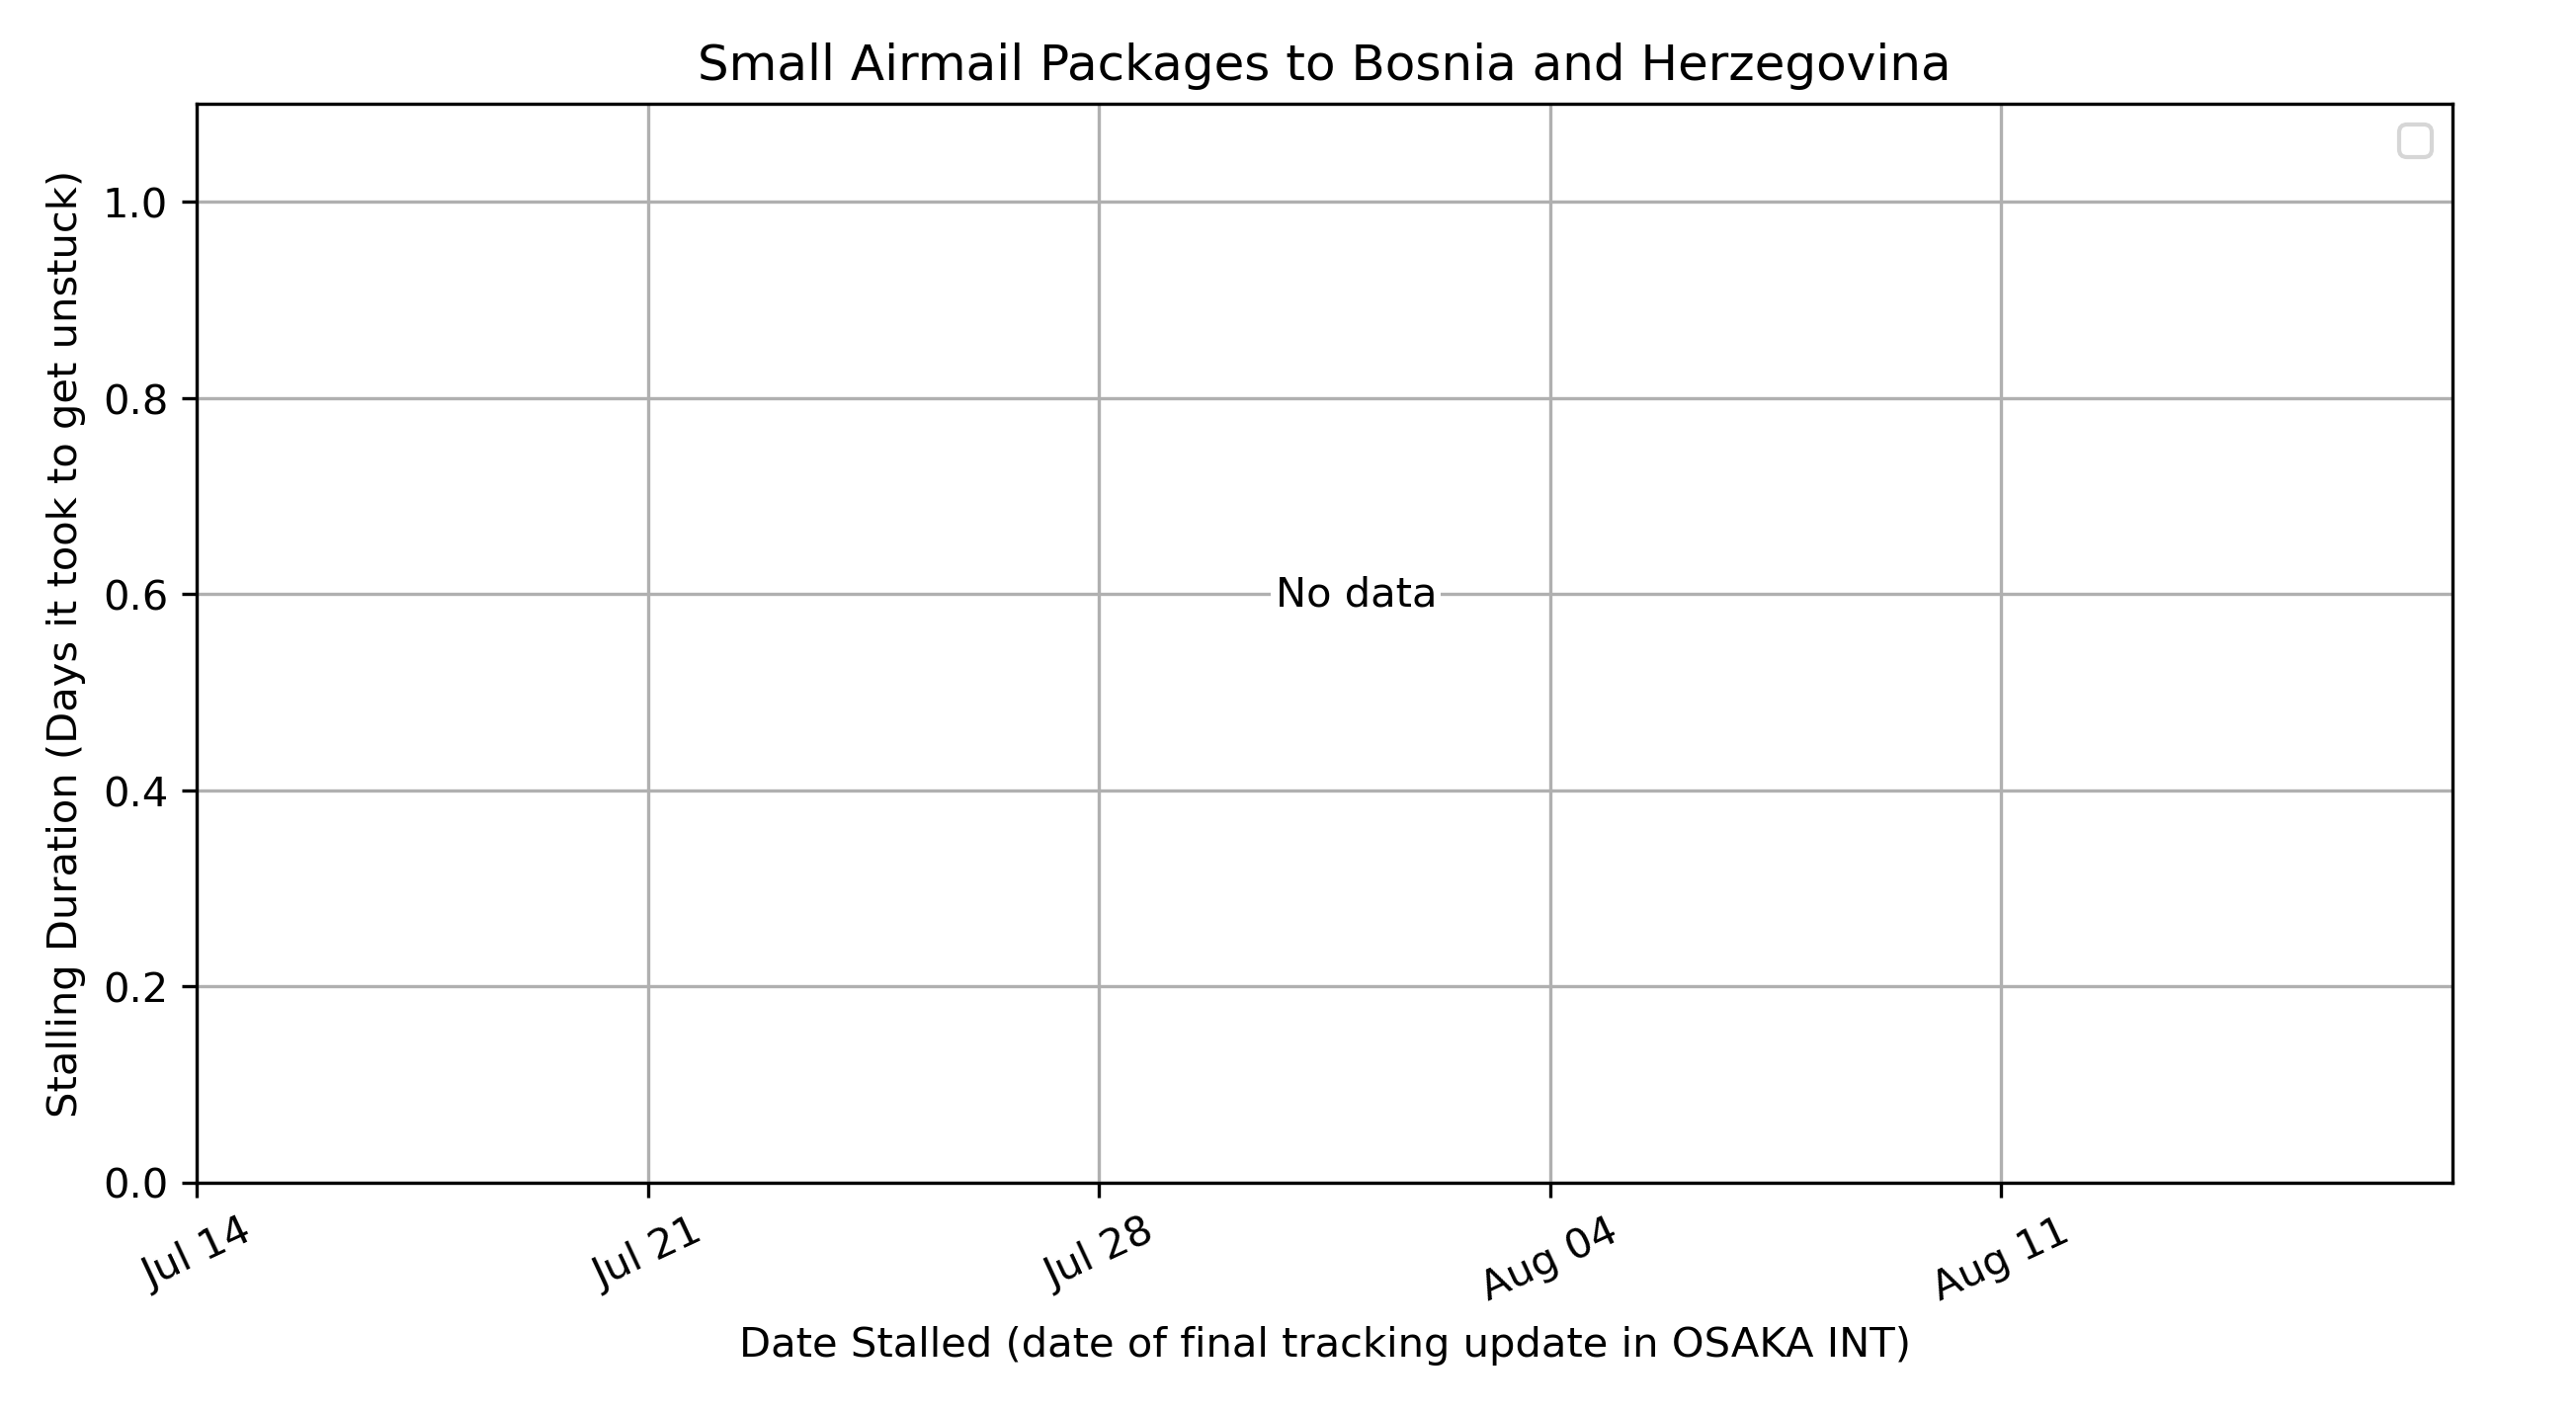 Small Airmail Packages to Bosnia and Herzegovina
Stalling Duration (Days it took to get unstuck)
1.0
0.8
0.6
0.4
0.2
0.0
No data
Jul 14
Jul 21
Jul 28
Aug 04
Aug 11
Date Stalled (date of final tracking update in OSAKA INT)